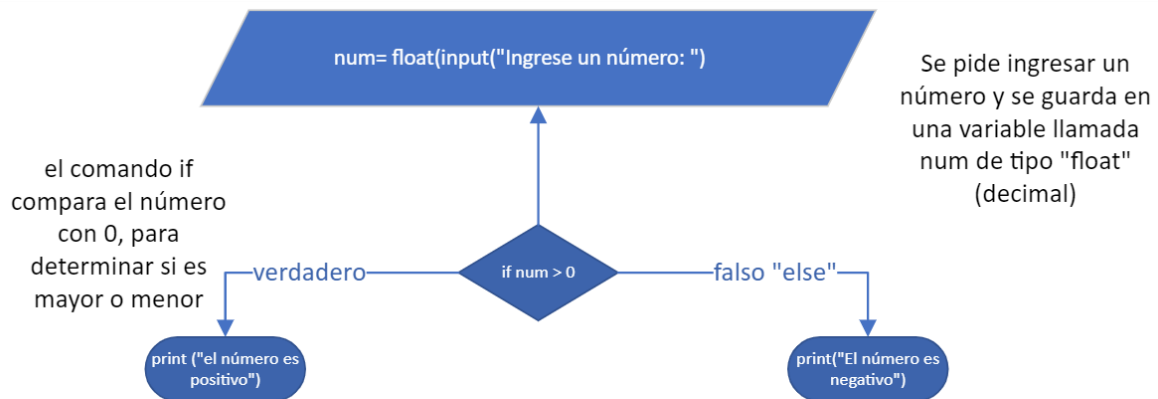 num= float(input("Ingrese un número: ")
Se pide ingresar un
número y se guarda en
una variable llamada
num de tipo "float"
(decimal)
el comando if
compara el número
con 0, para
determinar si es
mayor o menor
verdadero
if num > 0
falso "else"
print ("el número es
positivo")
print("El número es
negativo")